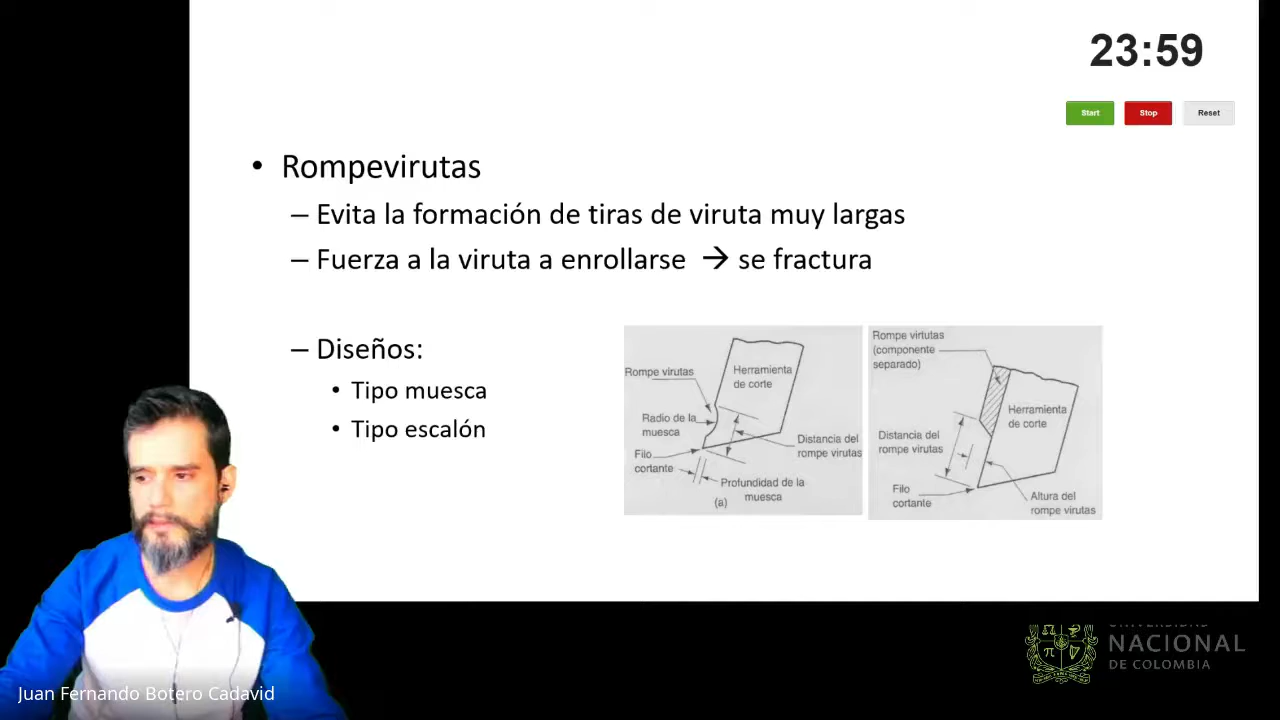 23:59
Start Stop Reset
• Rompevirutas
– Evita la formación de tiras de viruta muy largas
– Fuerza a la viruta a enrollarse → se fractura
– Diseños:
• Tipo muesca
• Tipo escalón
Rompe virutas
Herramienta
de corte
Radio de la
muesca
Filo
cortante
Distancia del
rompe virutas
Profundidad de la
muesca
(a)
Rompe virtutas
(componente
separado)
Herramienta
de corte
Distancia del
rompe virutas
Filo
cortante
Altura del
rompe virutas
Juan Fernando Botero Cadavid
UNIVERSIDAD
NACIONAL
DE COLOMBIA